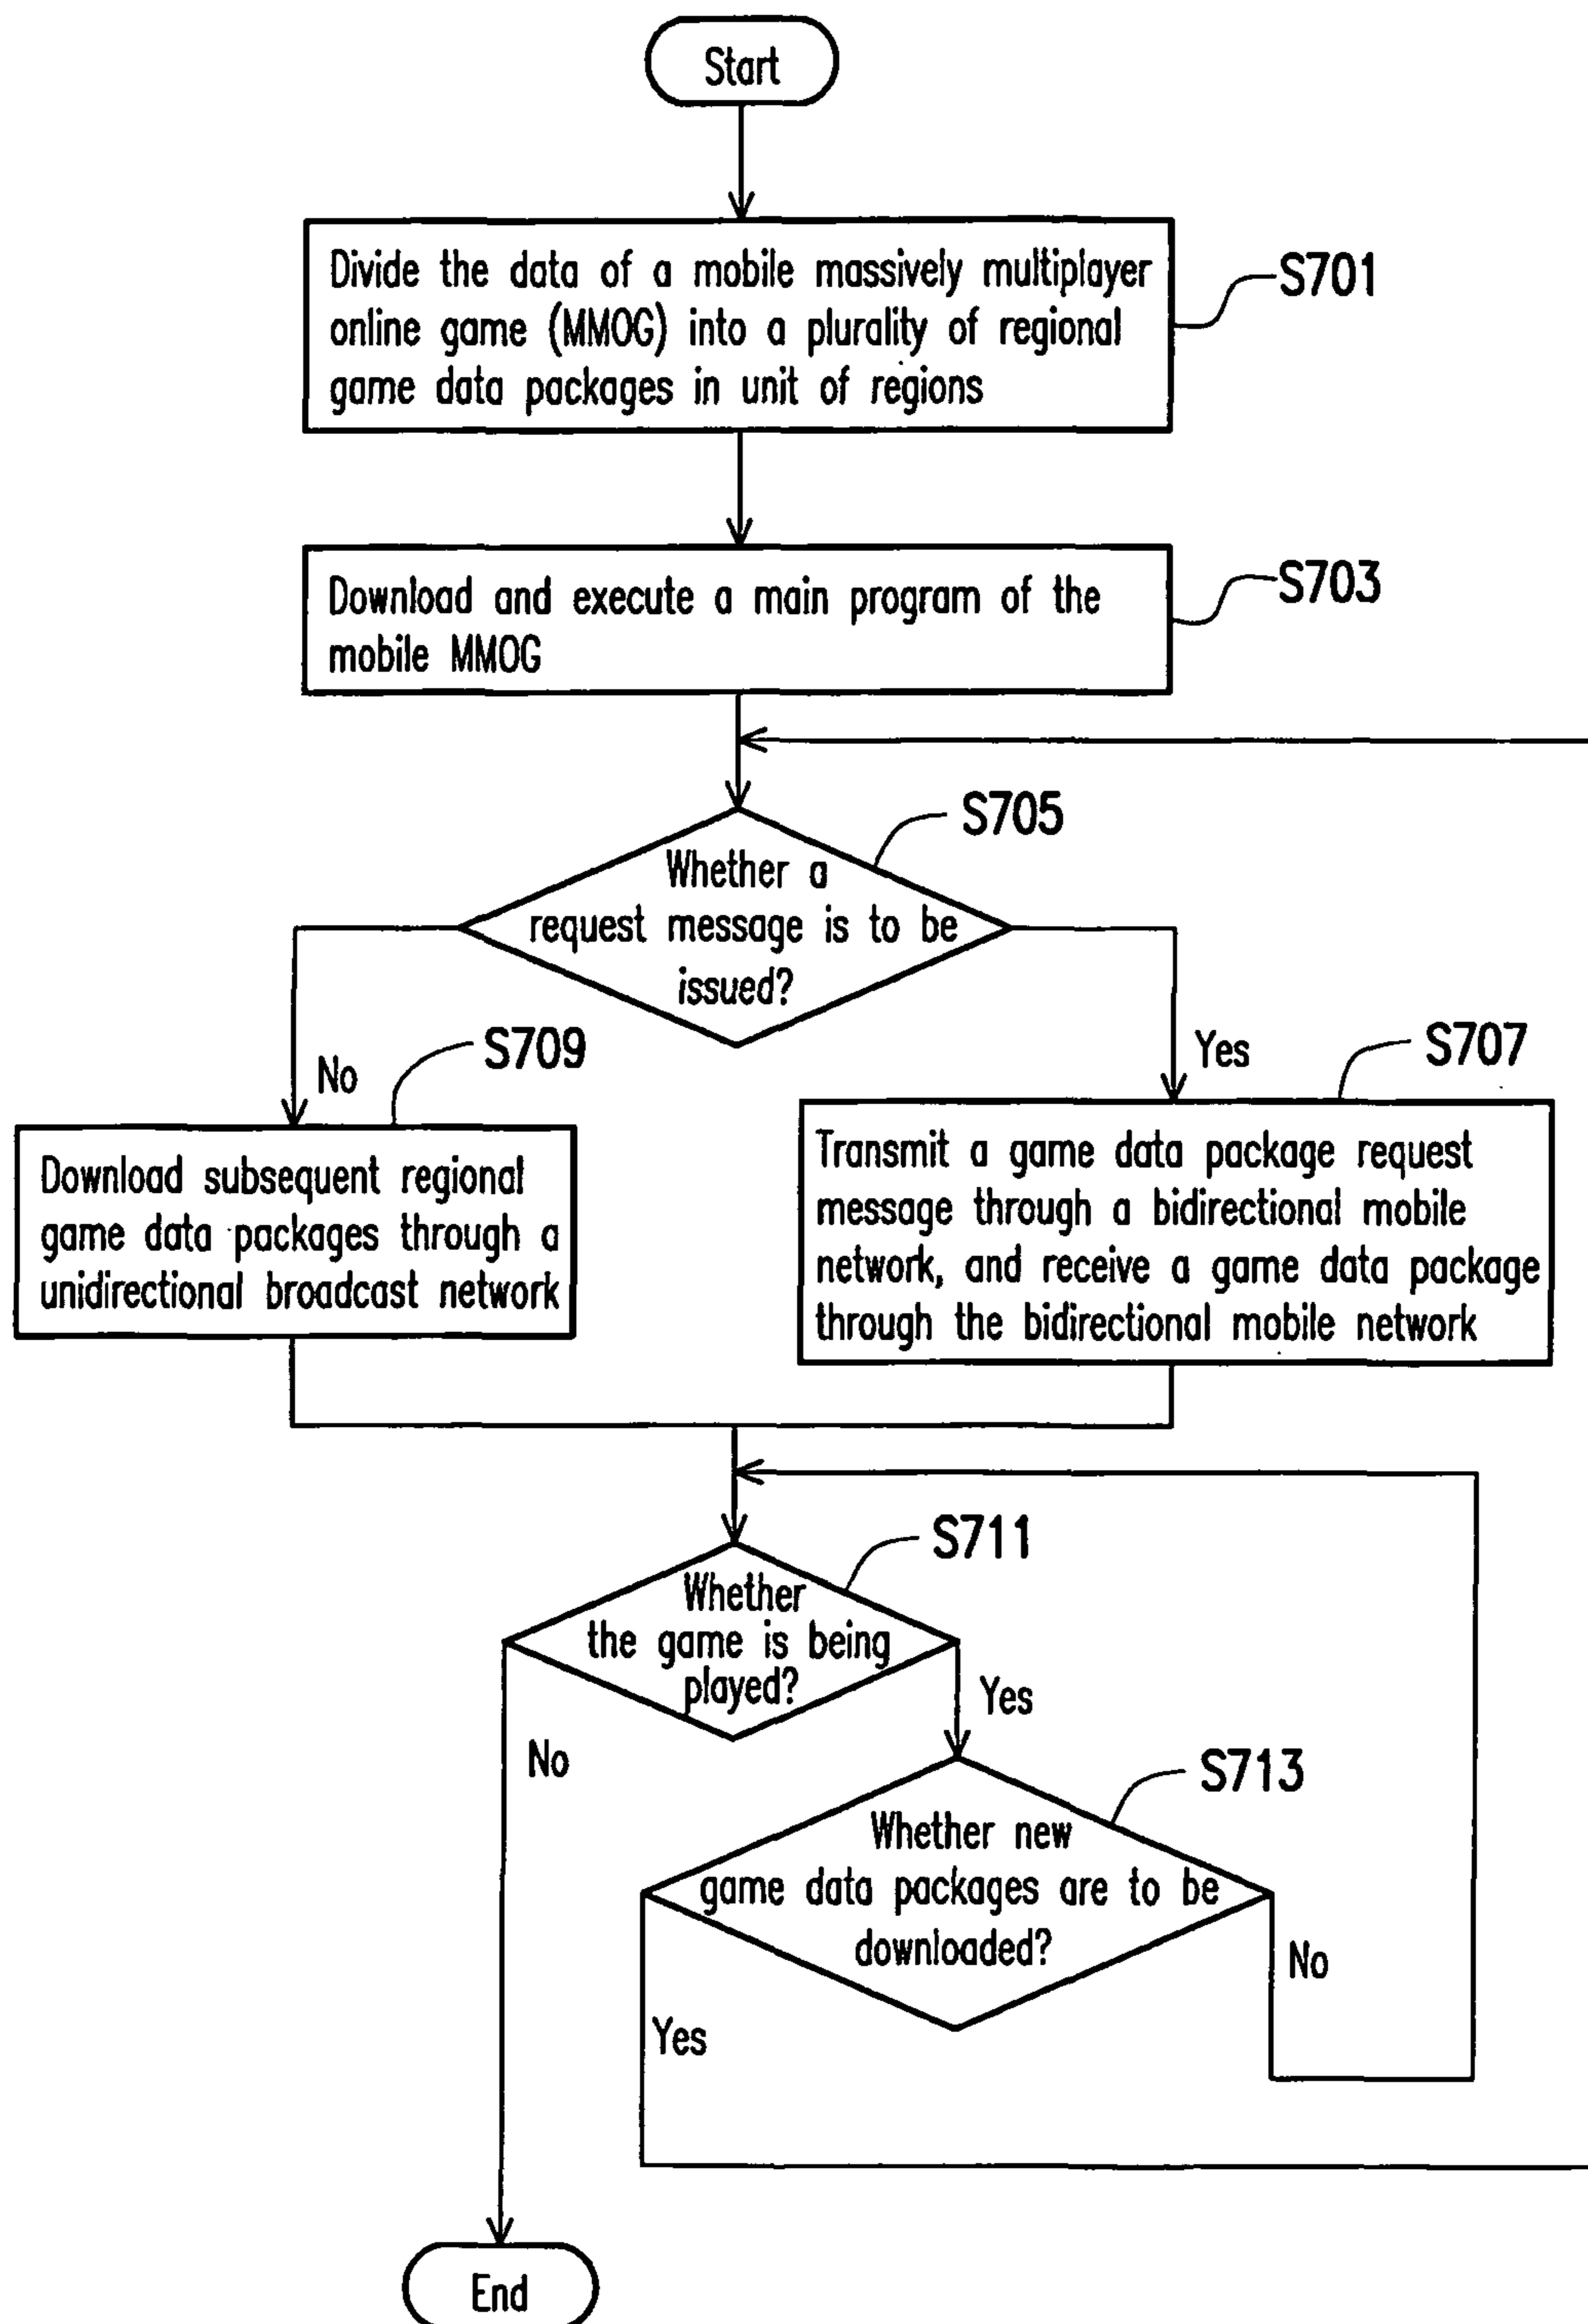 Start
Divide the data of a mobile massively multiplayer
online game (MMOG) into a plurality of regional
game data packages in unit of regions
S701
Download and execute a main program of the
mobile MMOG
S703
S705
Whether a
request message is to be
issued?
No
S709
Yes
S707
Download subsequent regional
game data packages through a
unidirectional broadcast network
Transmit a game data package request
message through a bidirectional mobile
network, and receive a game data package
through the bidirectional mobile network
S711
Whether
the game is being
played?
Yes
No
S713
Whether new
game data packages are to be
downloaded?
No
Yes
End